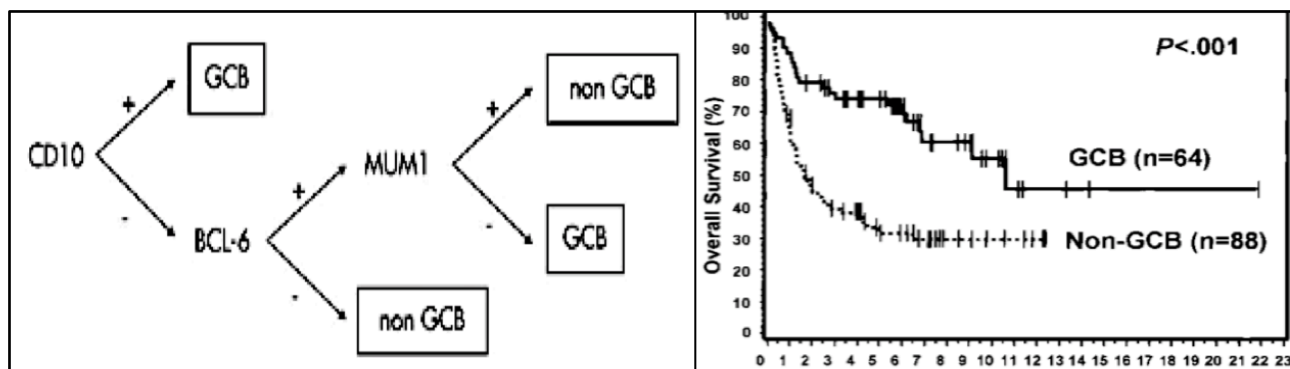 GCB
+
CD10
-
BCL-6
+
MUM1
-
non GCB
+
non GCB
-
GCB
100
90
80
70
60
50
40
30
20
10
0
Overall Survival (%)
P<.001
GCB (n=64)
Non-GCB (n=88)
0 1 2 3 4 5 6 7 8 9 10 11 12 13 14 15 16 17 18 19 20 21 22 23